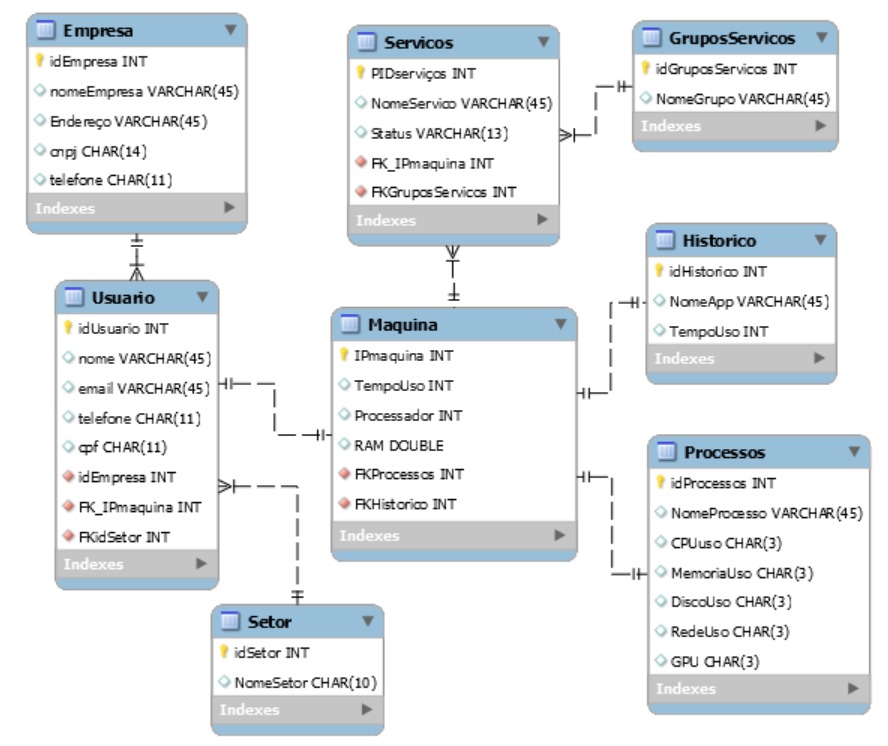 Empresa
idEmpresa INT
nomeEmpresa VARCHAR(45)
Endereço VARCHAR(45)
cnpj CHAR(14)
telefone CHAR(11)
Indexes
Servicos
PIDserviços INT
NomeServico VARCHAR(45)
Status VARCHAR(13)
FK_IPmaquina INT
FKGruposServicos INT
Indexes
GruposServicos
idGruposServicos INT
NomeGrupo VARCHAR(45)
Indexes
Usuario
idUsuario INT
nome VARCHAR(45)
email VARCHAR(45)
telefone CHAR(11)
cpf CHAR(11)
idEmpresa INT
FK_IPmaquina INT
FKidSetor INT
Indexes
Maquina
IPmaquina INT
TempoUso INT
Processador INT
RAM DOUBLE
FKProcessos INT
FKHistorico INT
Indexes
Historico
idHistorico INT
NomeApp VARCHAR(45)
TempoUso INT
Indexes
Processos
idProcessos INT
NomeProcesso VARCHAR(45)
CPUuso CHAR(3)
MemoriaUso CHAR(3)
DiscoUso CHAR(3)
RedeUso CHAR(3)
GPU CHAR(3)
Indexes
Setor
idSetor INT
NomeSetor CHAR(10)
Indexes